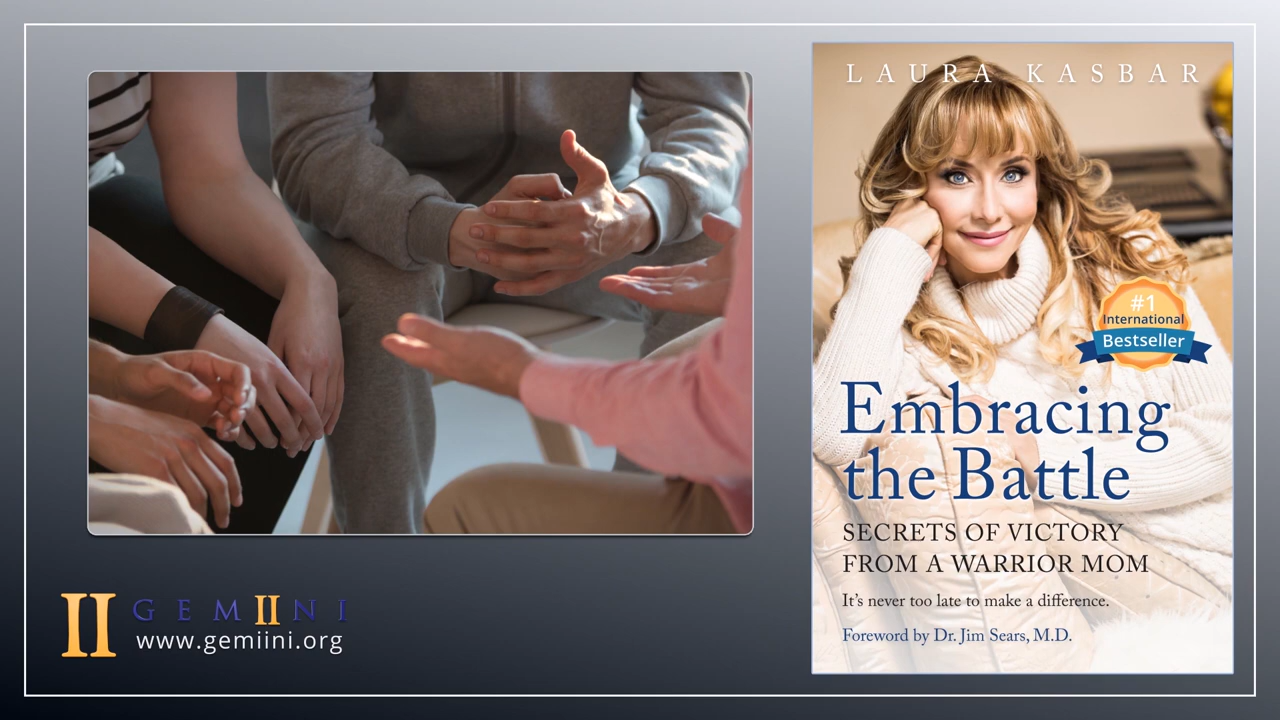 LAURA KASBAR
#1
International
Bestseller
Embracing
the Battle
SECRETS OF VICTORY
FROM A WARRIOR MOM
It's never too late to make a difference.
Foreword by Dr. Jim Sears, M.D.
II GEMIINI
www.gemiini.org